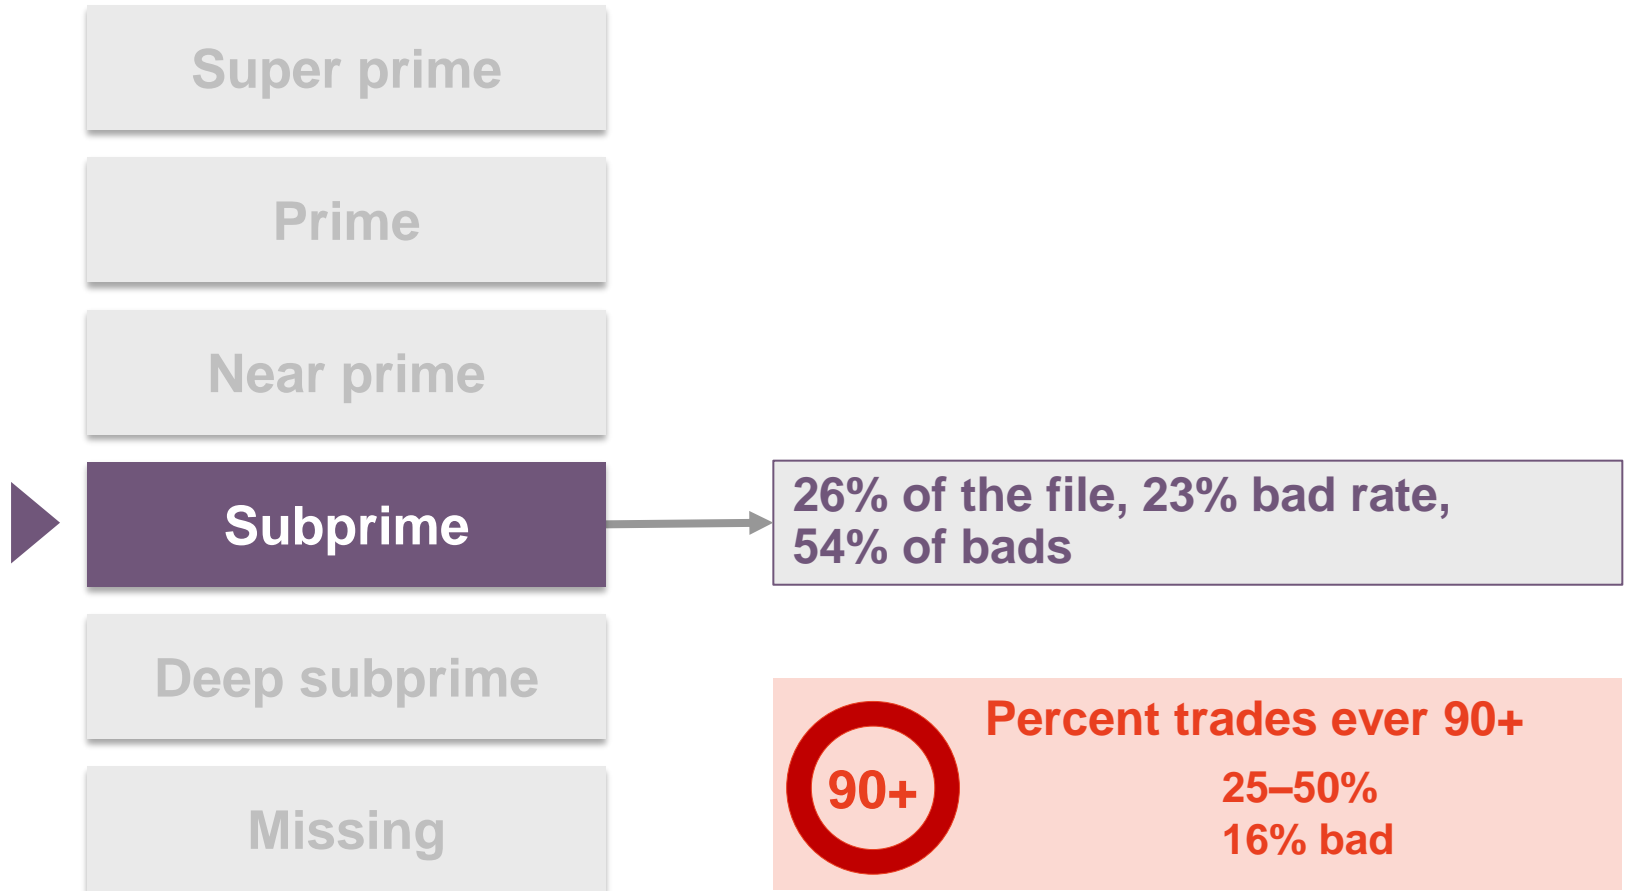 Super prime
Prime
Near prime
Subprime
26% of the file, 23% bad rate,
54% of bads
Deep subprime
Missing
90+
Percent trades ever 90+
25–50%
16% bad